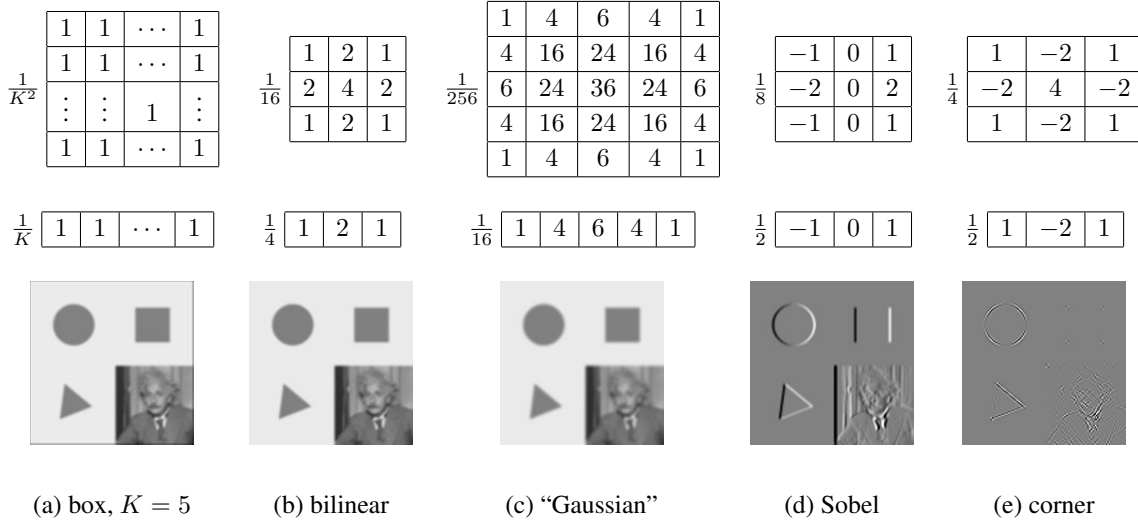 1/K² 1 1 ⋯ 1
1 1 ⋯ 1
⋮ ⋮ 1 ⋮
1 1 ⋯ 1
1/16 1 2 1
2 4 2
1 2 1
1/256 1 4 6 4 1
4 16 24 16 4
6 24 36 24 6
4 16 24 16 4
1 4 6 4 1
1/8 −1 0 1
−2 0 2
−1 0 1
1/4 1 −2 1
−2 4 −2
1 −2 1
1/K 1 1 ⋯ 1
1/4 1 2 1
1/16 1 4 6 4 1
1/2 −1 0 1
1/2 1 −2 1
(a) box, K = 5
(b) bilinear
(c) “Gaussian”
(d) Sobel
(e) corner